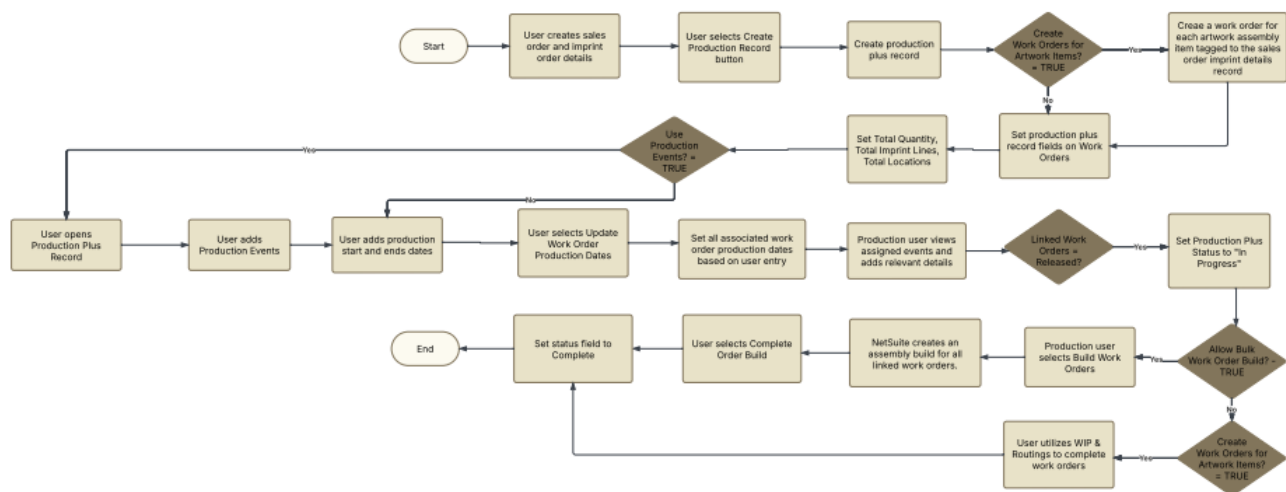 Start
User creates sales
order and imprint
order details
User selects Create
Production Record
button
Create production
plus record
Create
Work Orders for
Artwork Items?
= TRUE
Yes
Creae a work order for
each artwork assembly
item tagged to the sales
order imprint details
record
No
Set production plus
record fields on Work
Orders
Set Total Quantity,
Total Imprint Lines,
Total Locations
Use
Production
Events? =
TRUE
Yes
No
User opens
Production Plus
Record
User adds
Production Events
User adds production
start and ends dates
User selects Update
Work Order
Production Dates
Set all associated work
order production dates
based on user entry
Production user views
assigned events and
adds relevant details
Linked Work
Orders =
Released?
Yes
Set Production Plus
Status to "In
Progress"
Allow Bulk
Work Order Build? -
TRUE
Yes
Production user
selects Build Work
Orders
NetSuite creates an
assembly build for all
linked work orders.
User selects Complete
Order Build
Set status field to
Complete
End
No
Create
Work Orders for
Artwork Items?
= TRUE
Yes
User utilizes WIP &
Routings to complete
work orders